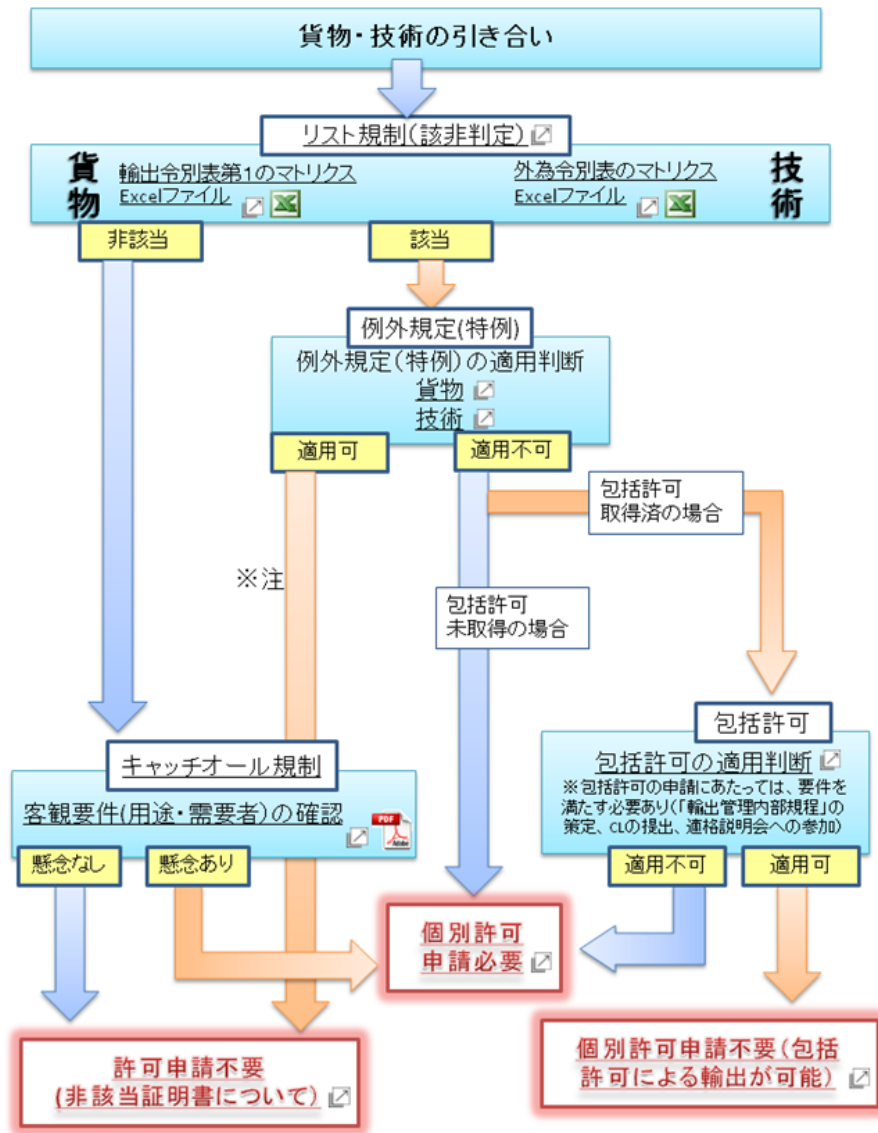 貨物・技術の引き合い
リスト規制(該非判定)
貨物
輸出令別表第1のマトリクス
Excelファイル
外為令別表のマトリクス
Excelファイル
技術
非該当
該当
例外規定(特例)
例外規定(特例)の適用判断
貨物
技術
適用可
適用不可
包括許可
取得済の場合
※注
包括許可
未取得の場合
包括許可
包括許可の適用判断
※包括許可の申請にあたっては、要件を
満たす必要あり(「輸出管理内部規程」の
策定、CLの提出、適格説明会への参加)
キャッチオール規制
客観要件(用途・需要者)の確認
PDF
Adobe
懸念なし
懸念あり
適用不可
適用可
個別許可
申請必要
許可申請不要
(非該当証明書について)
個別許可申請不要(包括
許可による輸出が可能)